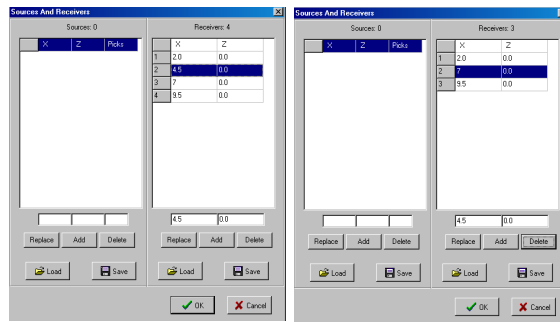 Sources And Receivers
Sources: 0
Receivers: 4
X Z Picks
X Z
1 2.0 0.0
2 4.5 0.0
3 7 0.0
4 9.5 0.0
4.5 0.0
Replace Add Delete
Replace Add Delete
Load Save
Load Save
OK Cancel
Sources And Receivers
Sources: 0
Receivers: 3
X Z Picks
X Z
1 2.0 0.0
2 7 0.0
3 9.5 0.0
4.5 0.0
Replace Add Delete
Replace Add Delete
Load Save
Load Save
OK Cancel